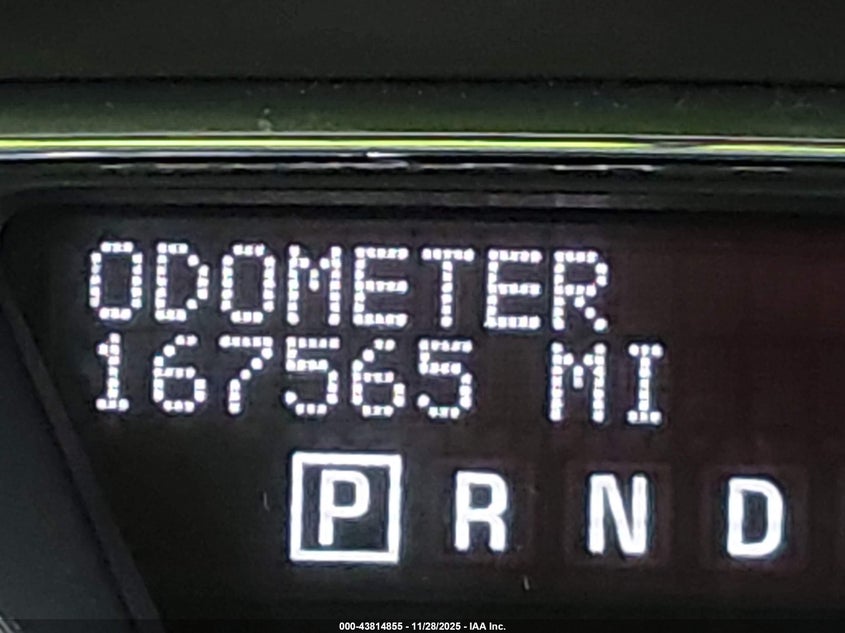 ODOMETER
167565 MI
P R N D
000-43814855 - 11/28/2025 - IAA Inc.